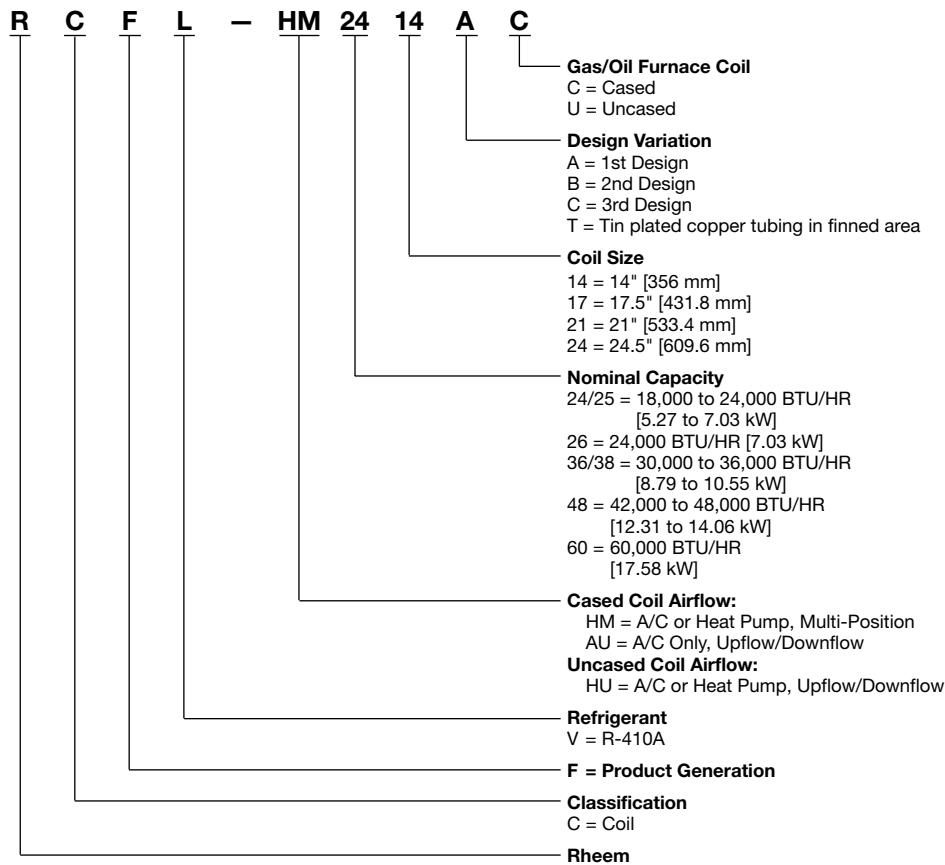 R C F L – HM 24 14 A C
Gas/Oil Furnace Coil
C = Cased
U = Uncased
Design Variation
A = 1st Design
B = 2nd Design
C = 3rd Design
T = Tin plated copper tubing in finned area
Coil Size
14 = 14" [356 mm]
17 = 17.5" [431.8 mm]
21 = 21" [533.4 mm]
24 = 24.5" [609.6 mm]
Nominal Capacity
24/25 = 18,000 to 24,000 BTU/HR
[5.27 to 7.03 kW]
26 = 24,000 BTU/HR [7.03 kW]
36/38 = 30,000 to 36,000 BTU/HR
[8.79 to 10.55 kW]
48 = 42,000 to 48,000 BTU/HR
[12.31 to 14.06 kW]
60 = 60,000 BTU/HR
[17.58 kW]
Cased Coil Airflow:
HM = A/C or Heat Pump, Multi-Position
AU = A/C Only, Upflow/Downflow
Uncased Coil Airflow:
HU = A/C or Heat Pump, Upflow/Downflow
Refrigerant
V = R-410A
F = Product Generation
Classification
C = Coil
Rheem